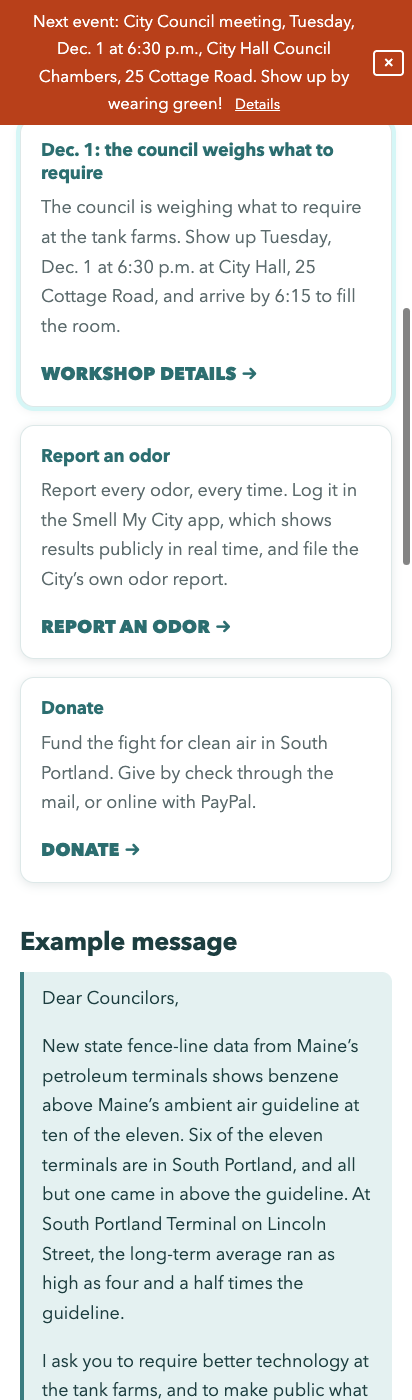 Next event: City Council meeting, Tuesday,
Dec. 1 at 6:30 p.m., City Hall Council
Chambers, 25 Cottage Road. Show up by
wearing green! Details
×
Dec. 1: the council weighs what to
require
The council is weighing what to require
at the tank farms. Show up Tuesday,
Dec. 1 at 6:30 p.m. at City Hall, 25
Cottage Road, and arrive by 6:15 to fill
the room.
WORKSHOP DETAILS →
Report an odor
Report every odor, every time. Log it in
the Smell My City app, which shows
results publicly in real time, and file the
City’s own odor report.
REPORT AN ODOR →
Donate
Fund the fight for clean air in South
Portland. Give by check through the
mail, or online with PayPal.
DONATE →
Example message
Dear Councilors,
New state fence-line data from Maine’s
petroleum terminals shows benzene
above Maine’s ambient air guideline at
ten of the eleven. Six of the eleven
terminals are in South Portland, and all
but one came in above the guideline. At
South Portland Terminal on Lincoln
Street, the long-term average ran as
high as four and a half times the
guideline.
I ask you to require better technology at
the tank farms, and to make public what